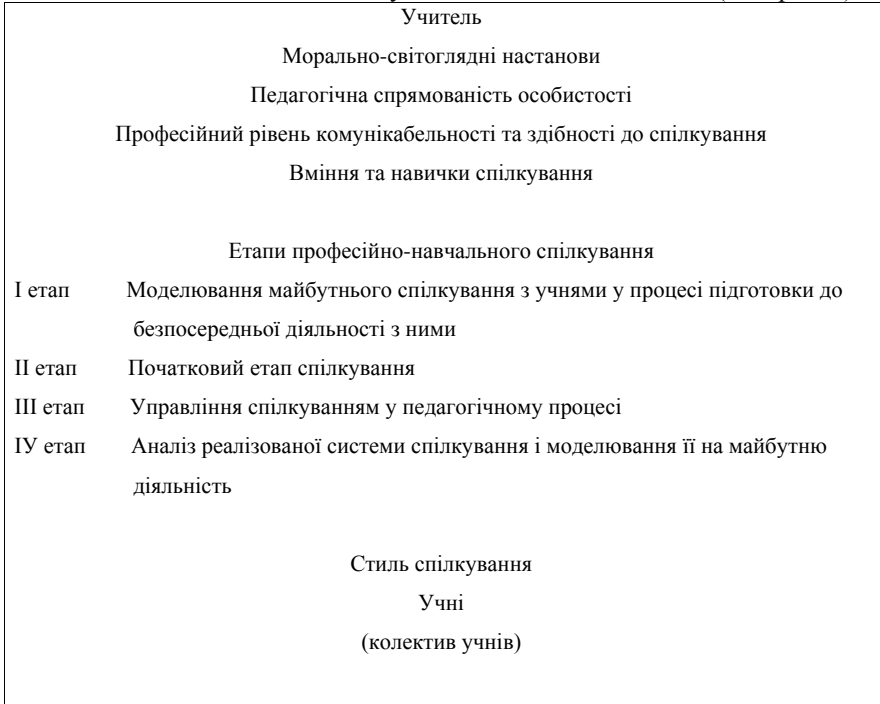 Учитель
Морально-світоглядні настанови
Педагогічна спрямованість особистості
Професійний рівень комунікабельності та здібності до спілкування
Вміння та навички спілкування
Етапи професійно-навчального спілкування
І етап Моделювання майбутнього спілкування з учнями у процесі підготовки до
безпосередньої діяльності з ними
ІІ етап Початковий етап спілкування
ІІІ етап Управління спілкуванням у педагогічному процесі
ІУ етап Аналіз реалізованої системи спілкування і моделювання її на майбутню
діяльність
Стиль спілкування
Учні
(колектив учнів)